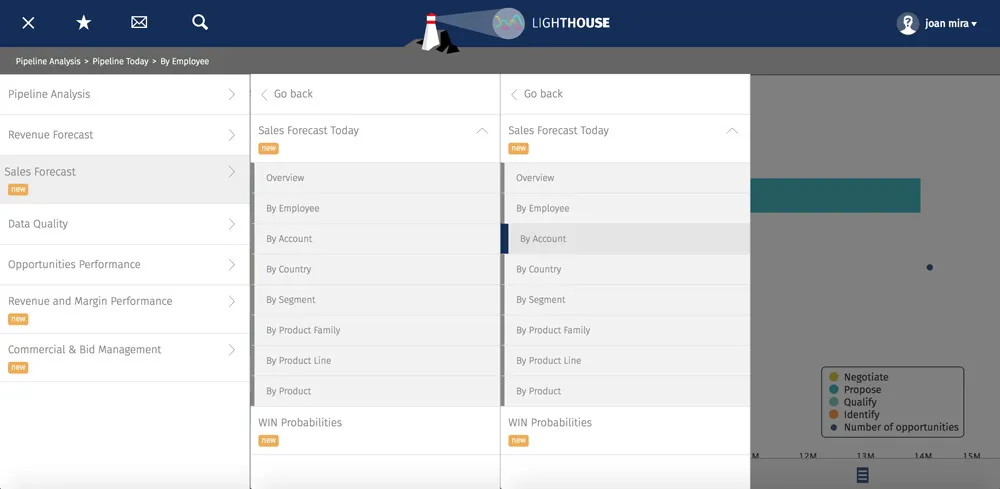 LIGHTHOUSE
joan mira
Pipeline Analysis > Pipeline Today > By Employee
Pipeline Analysis
Revenue Forecast
Sales Forecast
new
Data Quality
Opportunities Performance
Revenue and Margin Performance
new
Commercial & Bid Management
new
Go back
Sales Forecast Today
new
Overview
By Employee
By Account
By Country
By Segment
By Product Family
By Product Line
By Product
WIN Probabilities
new
Go back
Sales Forecast Today
new
Overview
By Employee
By Account
By Country
By Segment
By Product Family
By Product Line
By Product
WIN Probabilities
new
Negotiate
Propose
Qualify
Identify
Number of opportunities
M 12M 13M 14M 15M